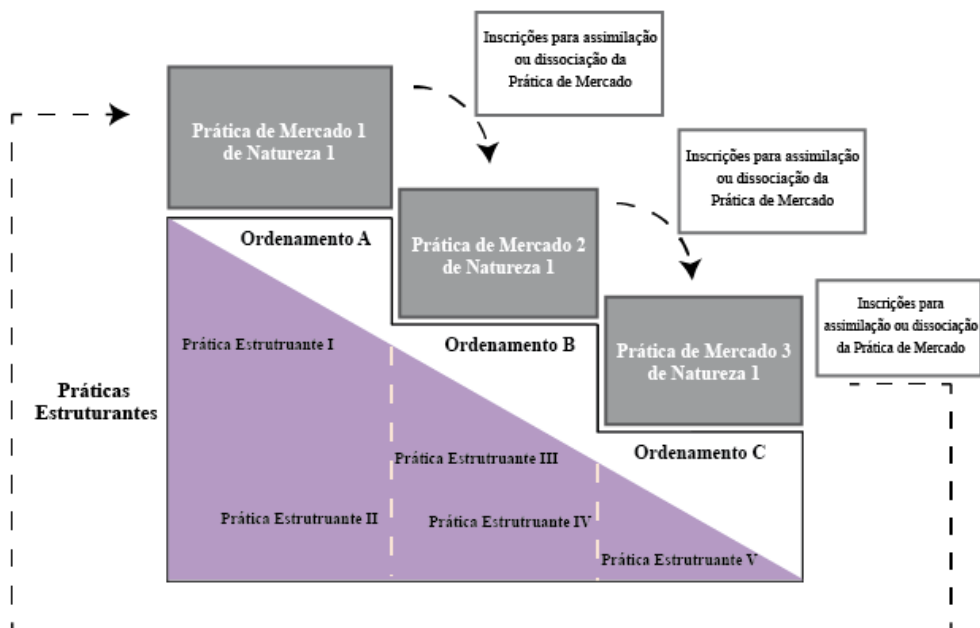 Inscrições para assimilação
ou dissociação da
Prática de Mercado
Prática de Mercado 1
de Natureza 1
Inscrições para assimilação
ou dissociação da
Prática de Mercado
Ordenamento A
Prática de Mercado 2
de Natureza 1
Inscrições para
assimilação ou dissociação
da Prática de Mercado
Prática Estrutruante I
Ordenamento B
Prática de Mercado 3
de Natureza 1
Práticas
Estruturantes
Prática Estrutruante III
Ordenamento C
Prática Estrutruante II
Prática Estrutruante IV
Prática Estrutruante V